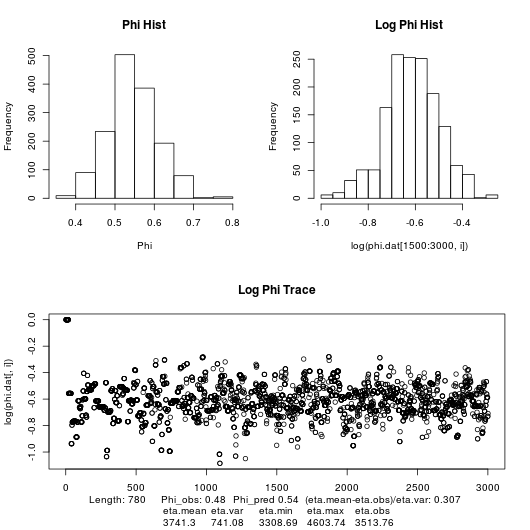 Phi Hist
Log Phi Hist
Frequency
0 100 200 300 400 500
0.4 0.5 0.6 0.7 0.8
Phi
Frequency
0 50 100 150 200 250
-1.0 -0.8 -0.6 -0.4
log(phi.dat[1500:3000, i])
Log Phi Trace
log(phi.dat[, i])
-1.0 -0.8 -0.6 -0.4 -0.2 0.0
0 500 1000 1500 2000 2500 3000
Length: 780 Phi_obs: 0.48 Phi_pred 0.54 (eta.mean-eta.obs)/eta.var: 0.307
eta.mean eta.var eta.min eta.max eta.obs
3741.3 741.08 3308.69 4603.74 3513.76